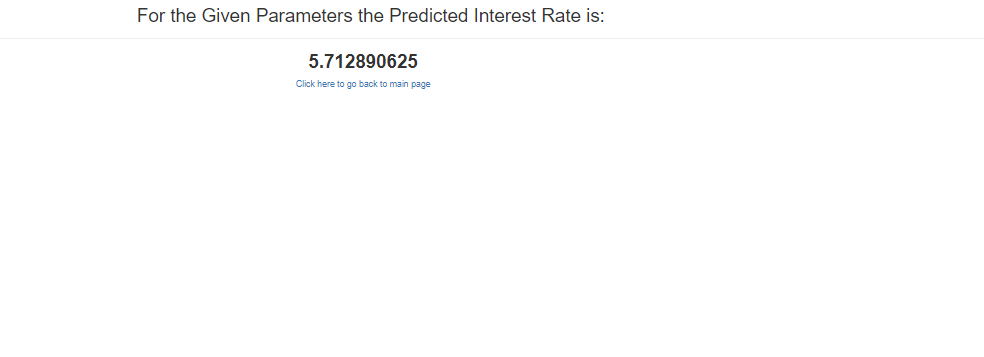 For the Given Parameters the Predicted Interest Rate is:
5.712890625
Click here to go back to main page